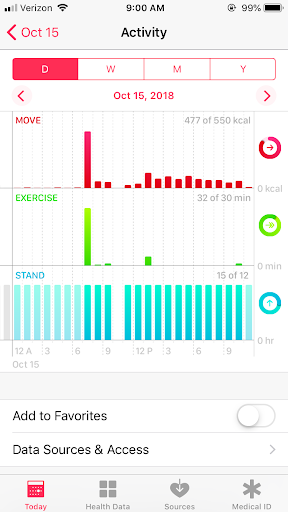 Verizon 9:00 AM 99%
Oct 15 Activity
D W M Y
Oct 15, 2018
MOVE 477 of 550 kcal
0 kcal
EXERCISE 32 of 30 min
0 min
STAND 15 of 12
0 hr
12 A 3 6 9 12 P 3 6 9
Oct 15
Add to Favorites
Data Sources & Access
Today Health Data Sources Medical ID